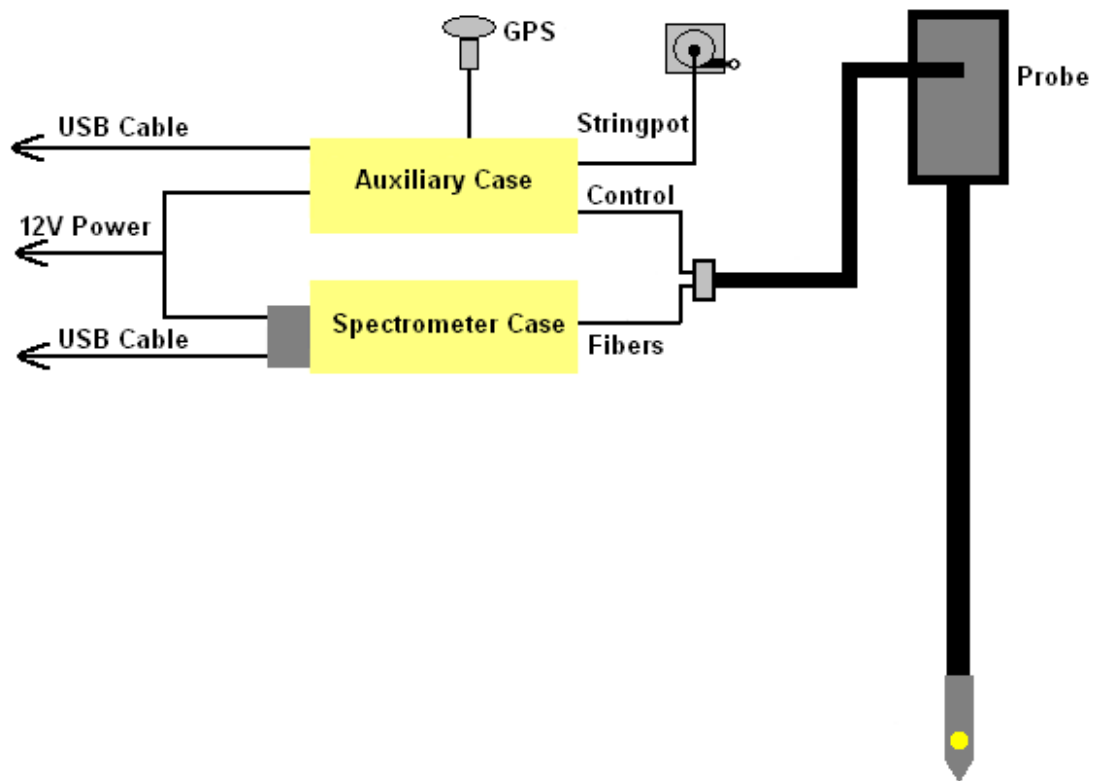 GPS
Probe
USB Cable
Stringpot
Auxiliary Case
Control
12V Power
Spectrometer Case
USB Cable
Fibers